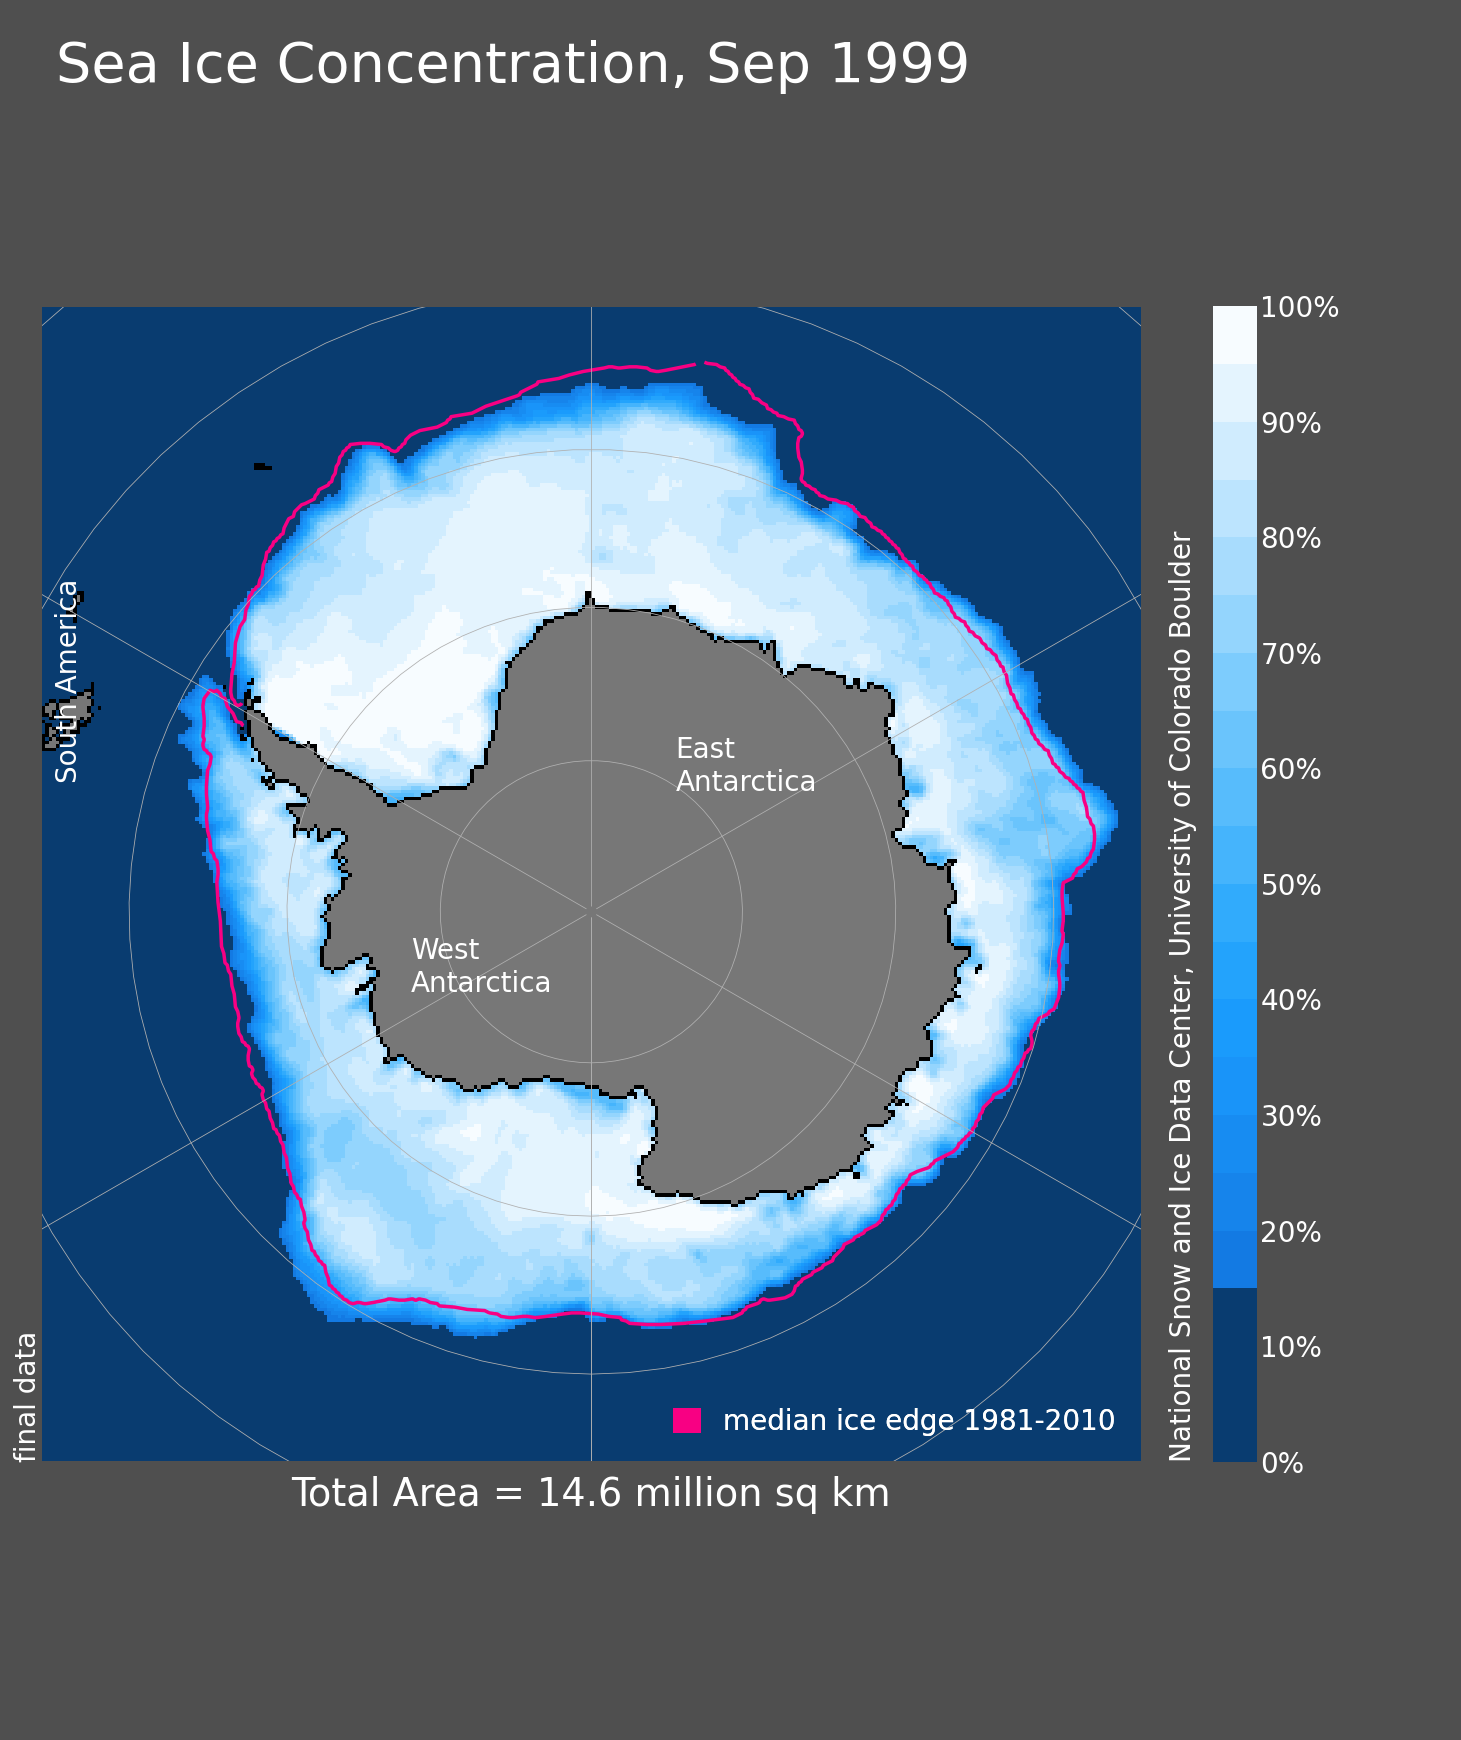 Sea Ice Concentration, Sep 1999
South America
East
Antarctica
West
Antarctica
final data
median ice edge 1981-2010
Total Area = 14.6 million sq km
National Snow and Ice Data Center, University of Colorado Boulder
100%
90%
80%
70%
60%
50%
40%
30%
20%
10%
0%